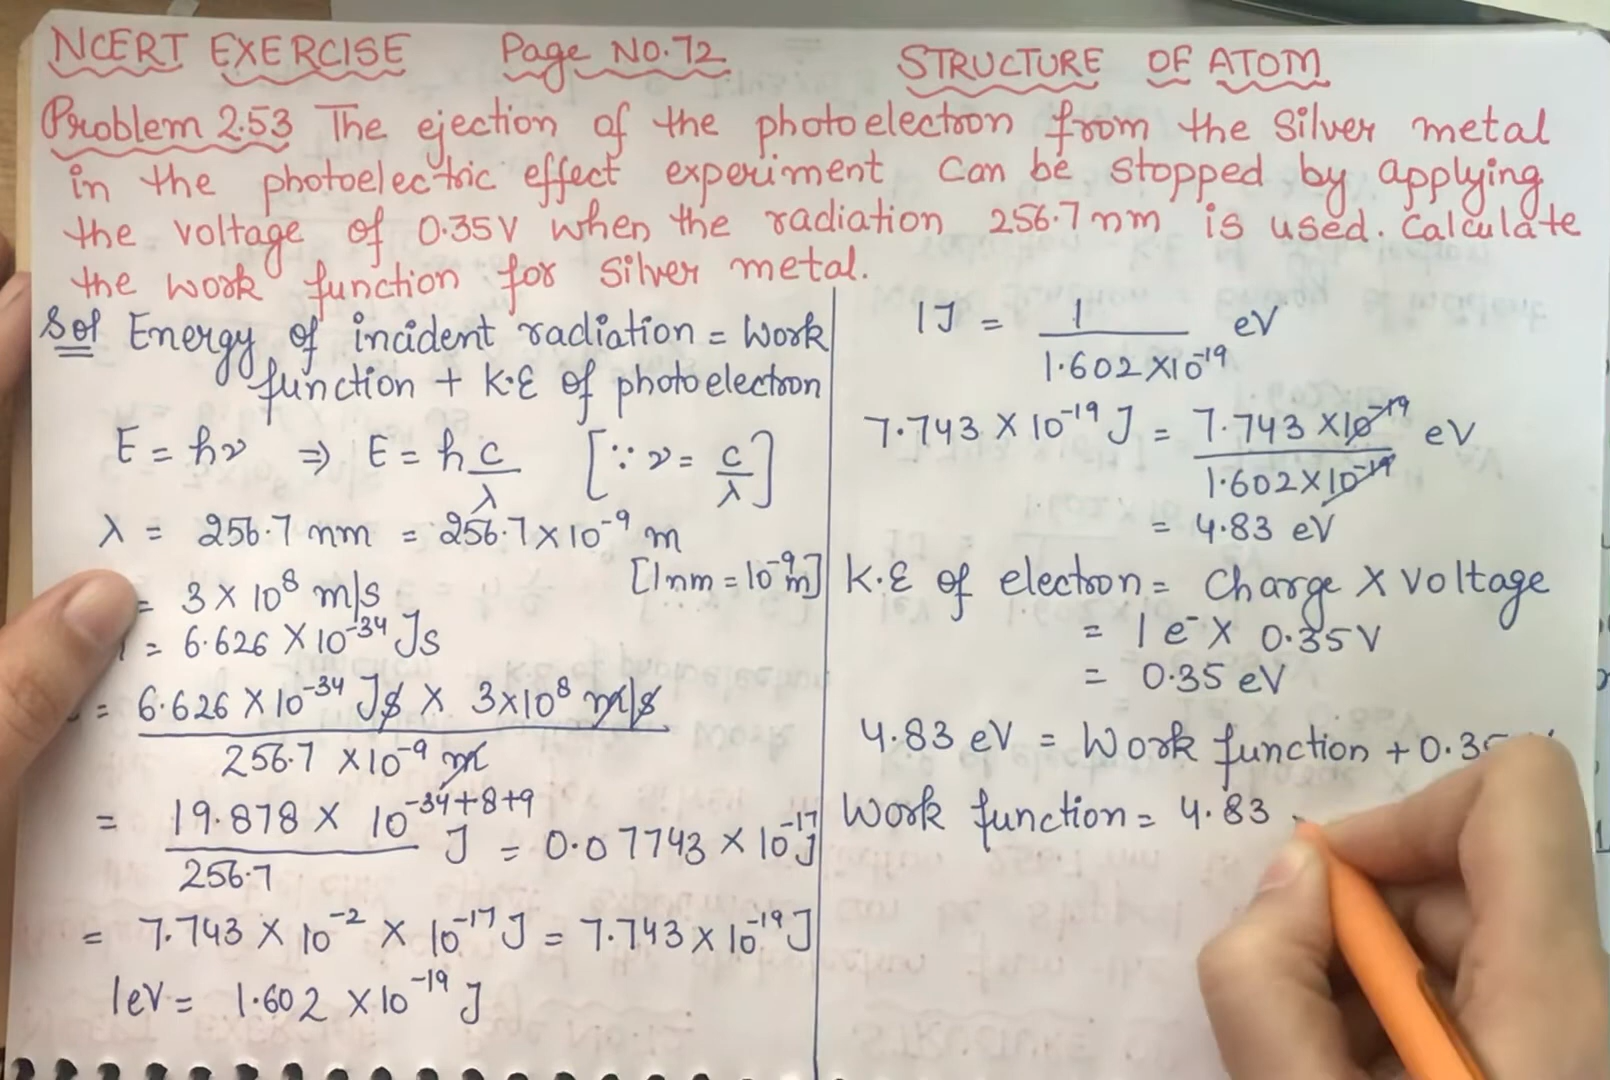 NCERT EXERCISE Page No.72 STRUCTURE OF ATOM
Problem 2.53 The ejection of the photoelectron from the silver metal
in the photoelectric effect experiment can be stopped by applying
the voltage of 0.35V when the radiation 256.7 nm is used. Calculate
the work function for silver metal.
Sol Energy of incident radiation = Work
function + K.E of photoelectron
E = hν ⇒ E = h c/λ [∵ ν = c/λ]
λ = 256.7 nm = 256.7 × 10⁻⁹ m
[1nm = 10⁻⁹m]
= 3 × 10⁸ m/s
= 6.626 × 10⁻³⁴ Js
= 6.626 × 10⁻³⁴ Js × 3×10⁸ m/s
256.7 × 10⁻⁹ m
= 19.878 × 10⁻³⁴⁺⁸⁺⁹ / 256.7 J = 0.07743 × 10⁻¹⁷ J
= 7.743 × 10⁻² × 10⁻¹⁷ J = 7.743 × 10⁻¹⁹ J
1eV = 1.602 × 10⁻¹⁹ J
1J = 1 / 1.602 × 10⁻¹⁹ eV
7.743 × 10⁻¹⁹ J = 7.743 × 10⁻¹⁹ / 1.602 × 10⁻¹⁹ eV
= 4.83 eV
K.E of electron = Charge × voltage
= 1 e⁻ × 0.35V
= 0.35 eV
4.83 eV = Work function + 0.35
Work function = 4.83